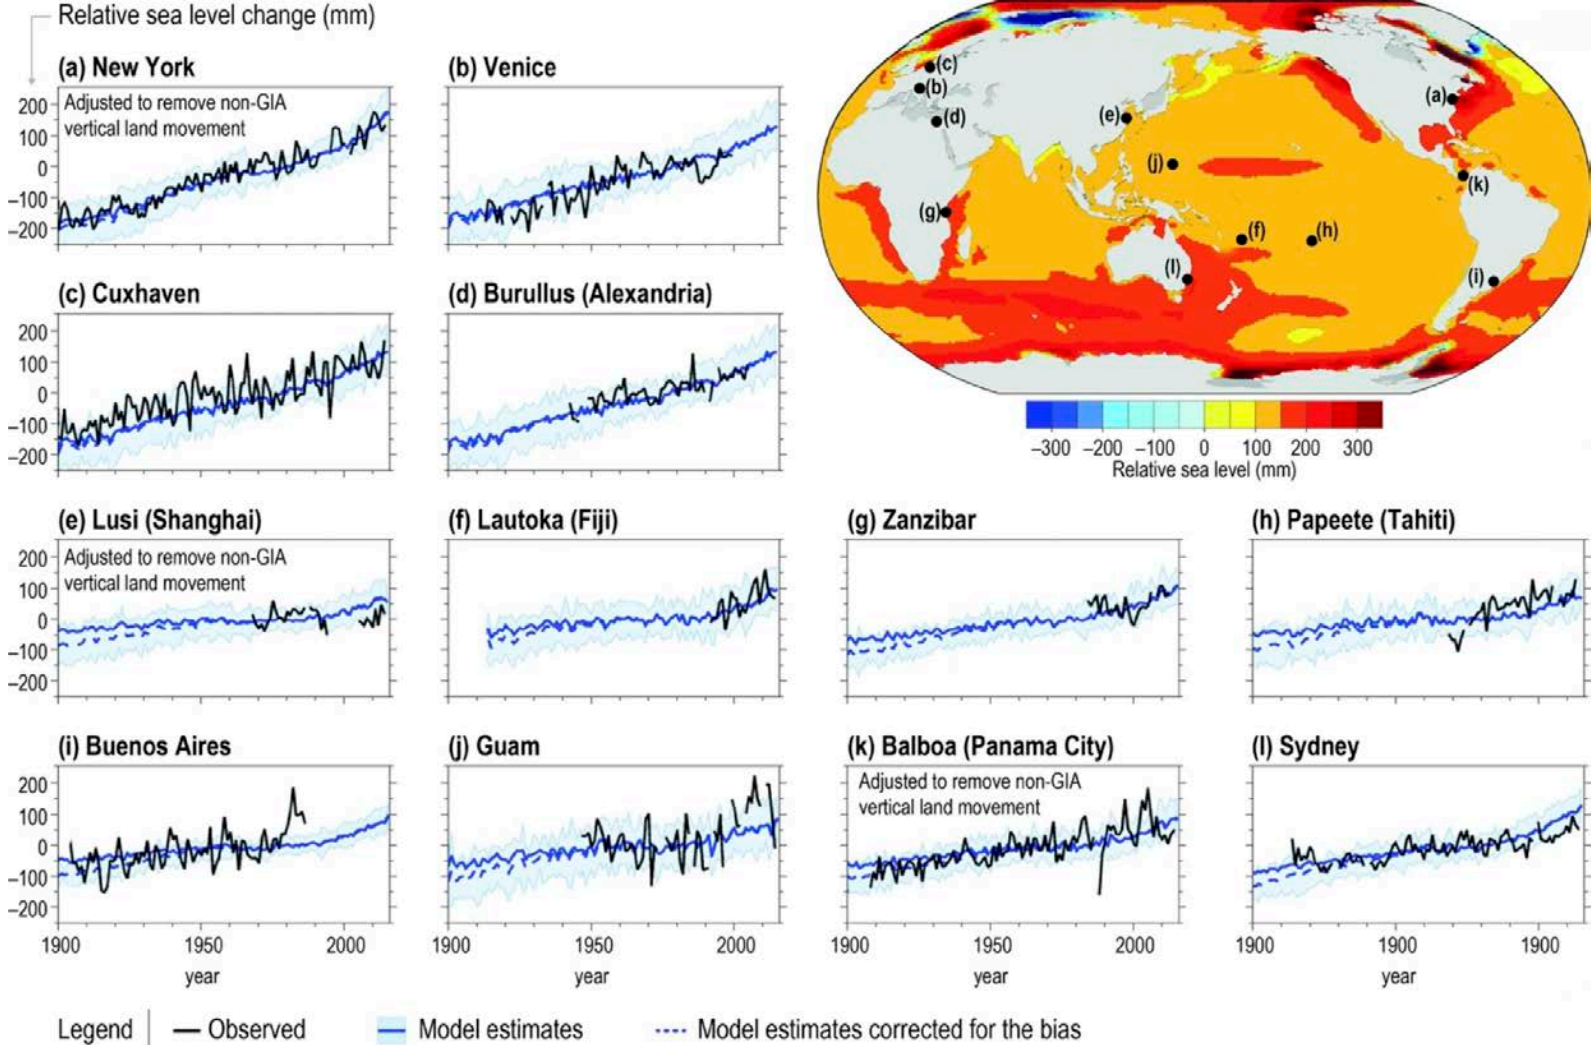 Relative sea level change (mm)
(a) New York
Adjusted to remove non-GIA
vertical land movement
200
100
0
−100
−200
(b) Venice
(c) Cuxhaven
200
100
0
−100
−200
(d) Burullus (Alexandria)
(c)
(b)
(d)
(e)
(a)
(j)
(k)
(g)
(f)
(h)
(l)
(i)
−300 −200 −100 0 100 200 300
Relative sea level (mm)
(e) Lusi (Shanghai)
Adjusted to remove non-GIA
vertical land movement
200
100
0
−100
−200
(f) Lautoka (Fiji)
(g) Zanzibar
(h) Papeete (Tahiti)
(i) Buenos Aires
200
100
0
−100
−200
1900 1950 2000
year
(j) Guam
1900 1950 2000
year
(k) Balboa (Panama City)
Adjusted to remove non-GIA
vertical land movement
1900 1950 2000
year
(l) Sydney
1900 1900 1900
year
Legend
Observed
Model estimates
Model estimates corrected for the bias